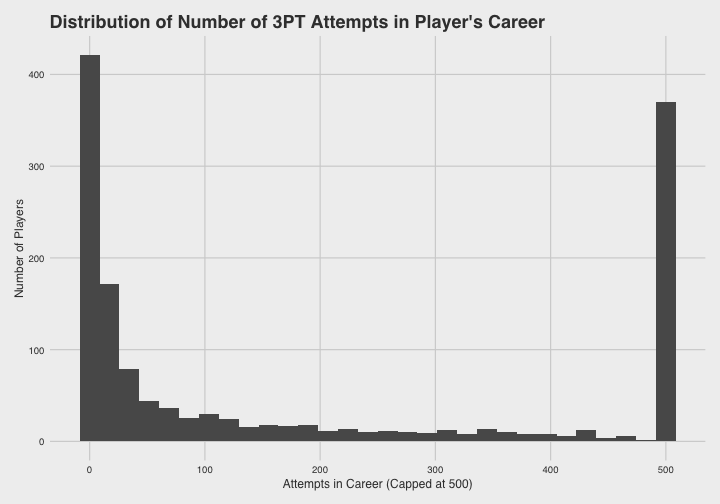 Distribution of Number of 3PT Attempts in Player's Career
Number of Players
400
300
200
100
0
0 100 200 300 400 500
Attempts in Career (Capped at 500)